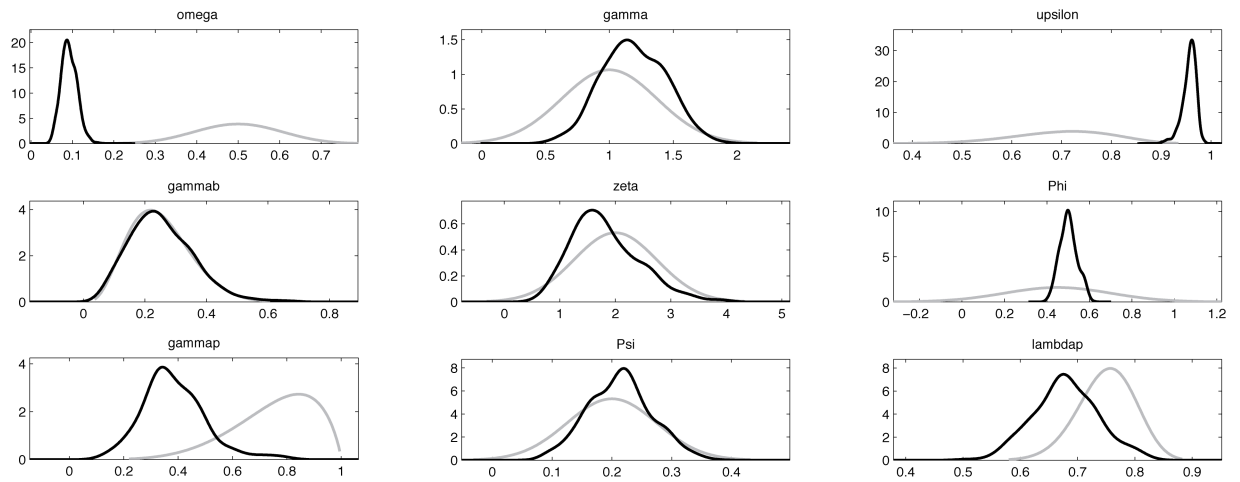 omega gamma upsilon
20 1.5 30
15 1 20
10 0.5 10
5 0 0
0
0 0.1 0.2 0.3 0.4 0.5 0.6 0.7 0 0.5 1 1.5 2 0.4 0.5 0.6 0.7 0.8 0.9 1
gammab zeta Phi
4 0.6 10
2 0.4 5
0 0.2 0
0
0 0.2 0.4 0.6 0.8 0 1 2 3 4 5 −0.2 0 0.2 0.4 0.6 0.8 1 1.2
gammap Psi lambdap
4 8 8
2 6 6
0 4 4
2 2
0 0
0 0.2 0.4 0.6 0.8 1 0 0.1 0.2 0.3 0.4 0.4 0.5 0.6 0.7 0.8 0.9